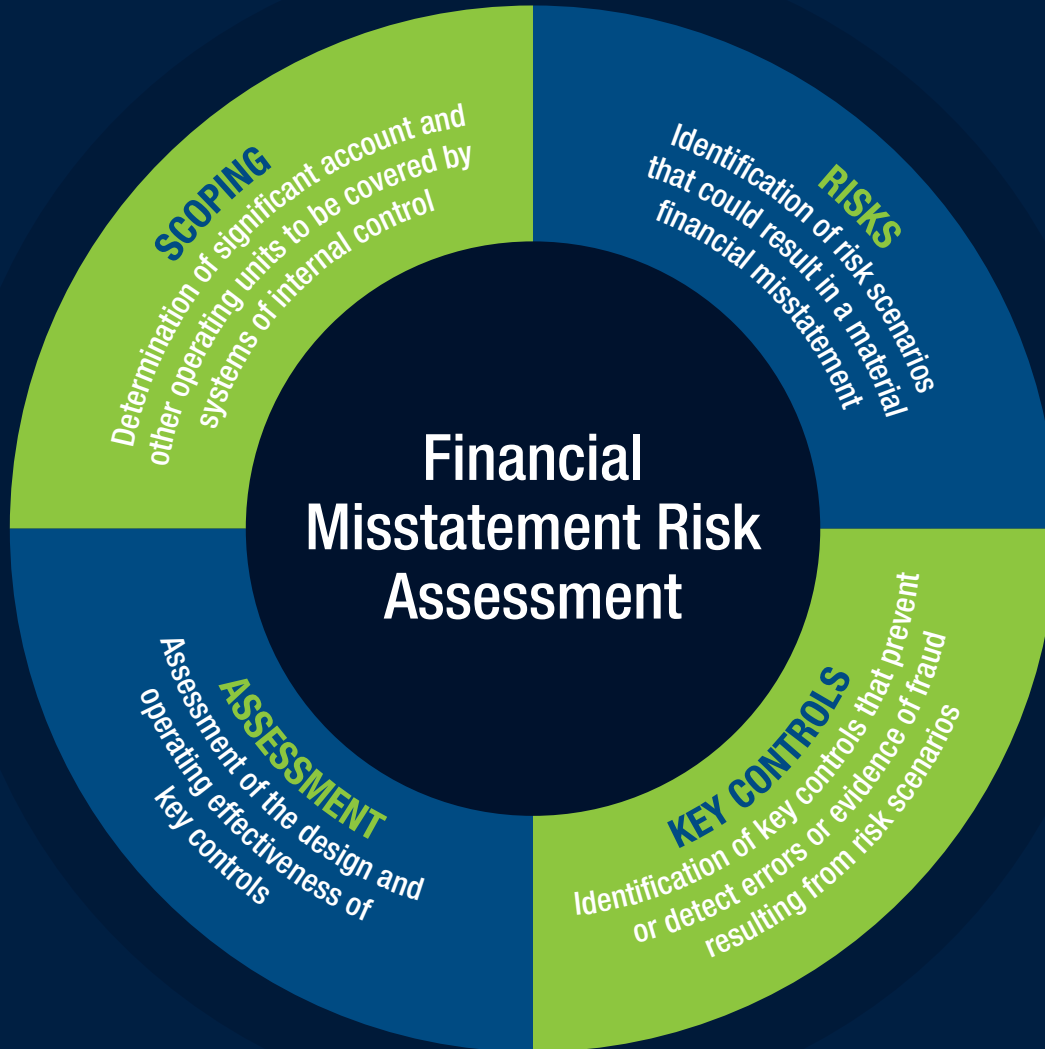 SCOPING
Determination of significant account and
other operating units to be covered by
systems of internal control
RISKS
Identification of risk scenarios
that could result in a material
financial misstatement
Financial
Misstatement Risk
Assessment
KEY CONTROLS
Identification of key controls that prevent
or detect errors or evidence of fraud
resulting from risk scenarios
ASSESSMENT
Assessment of the design and
operating effectiveness of
key controls